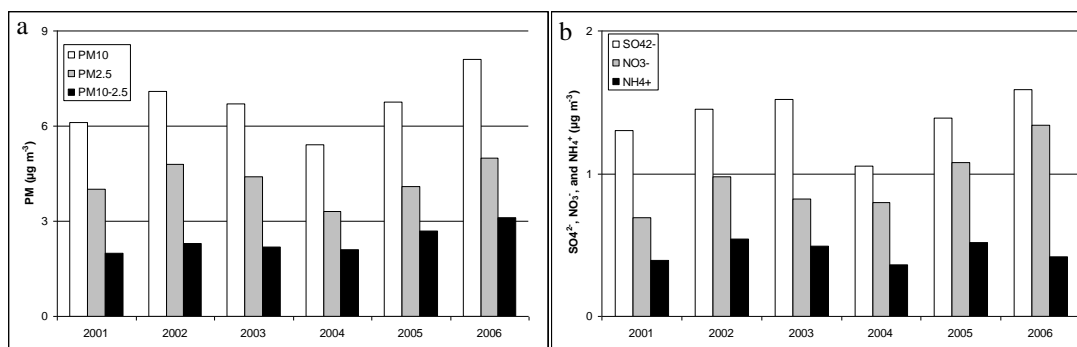 a
9
6
3
0
PM (µg m⁻³)
PM10
PM2.5
PM10-2.5
2001 2002 2003 2004 2005 2006
b
2
1
0
SO4²⁻, NO₃⁻, and NH₄⁺ (µg m⁻³)
SO42-
NO3-
NH4+
2001 2002 2003 2004 2005 2006